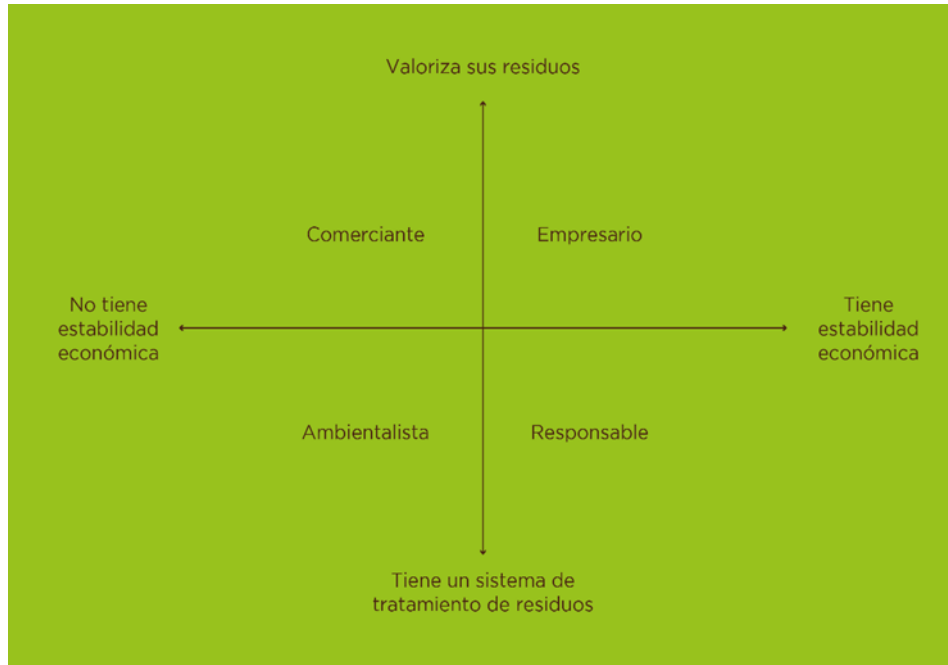 Valoriza sus residuos
Comerciante
Empresario
No tiene
estabilidad
económica
Tiene
estabilidad
económica
Ambientalista
Responsable
Tiene un sistema de
tratamiento de residuos